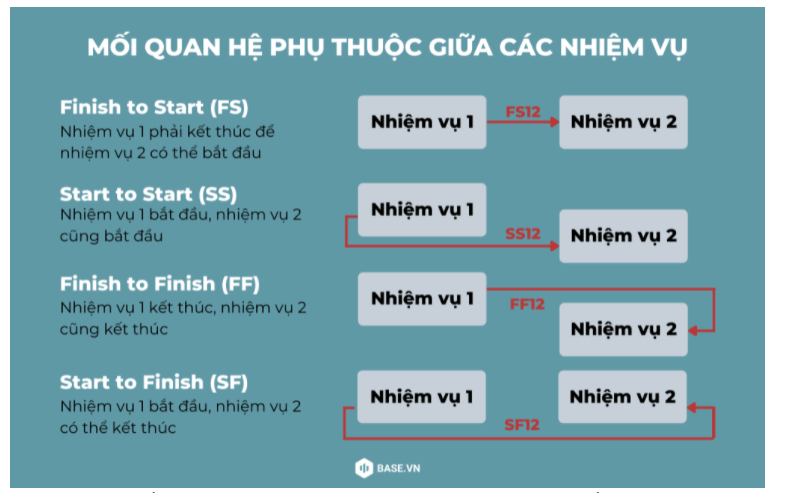 MỐI QUAN HỆ PHỤ THUỘC GIỮA CÁC NHIỆM VỤ
Finish to Start (FS)
Nhiệm vụ 1 phải kết thúc để
nhiệm vụ 2 có thể bắt đầu
Nhiệm vụ 1
FS12
Nhiệm vụ 2
Start to Start (SS)
Nhiệm vụ 1 bắt đầu, nhiệm vụ 2
cũng bắt đầu
Nhiệm vụ 1
SS12
Nhiệm vụ 2
Finish to Finish (FF)
Nhiệm vụ 1 kết thúc, nhiệm vụ 2
cũng kết thúc
Nhiệm vụ 1
FF12
Nhiệm vụ 2
Start to Finish (SF)
Nhiệm vụ 1 bắt đầu, nhiệm vụ 2
có thể kết thúc
Nhiệm vụ 1
Nhiệm vụ 2
SF12
BASE.VN